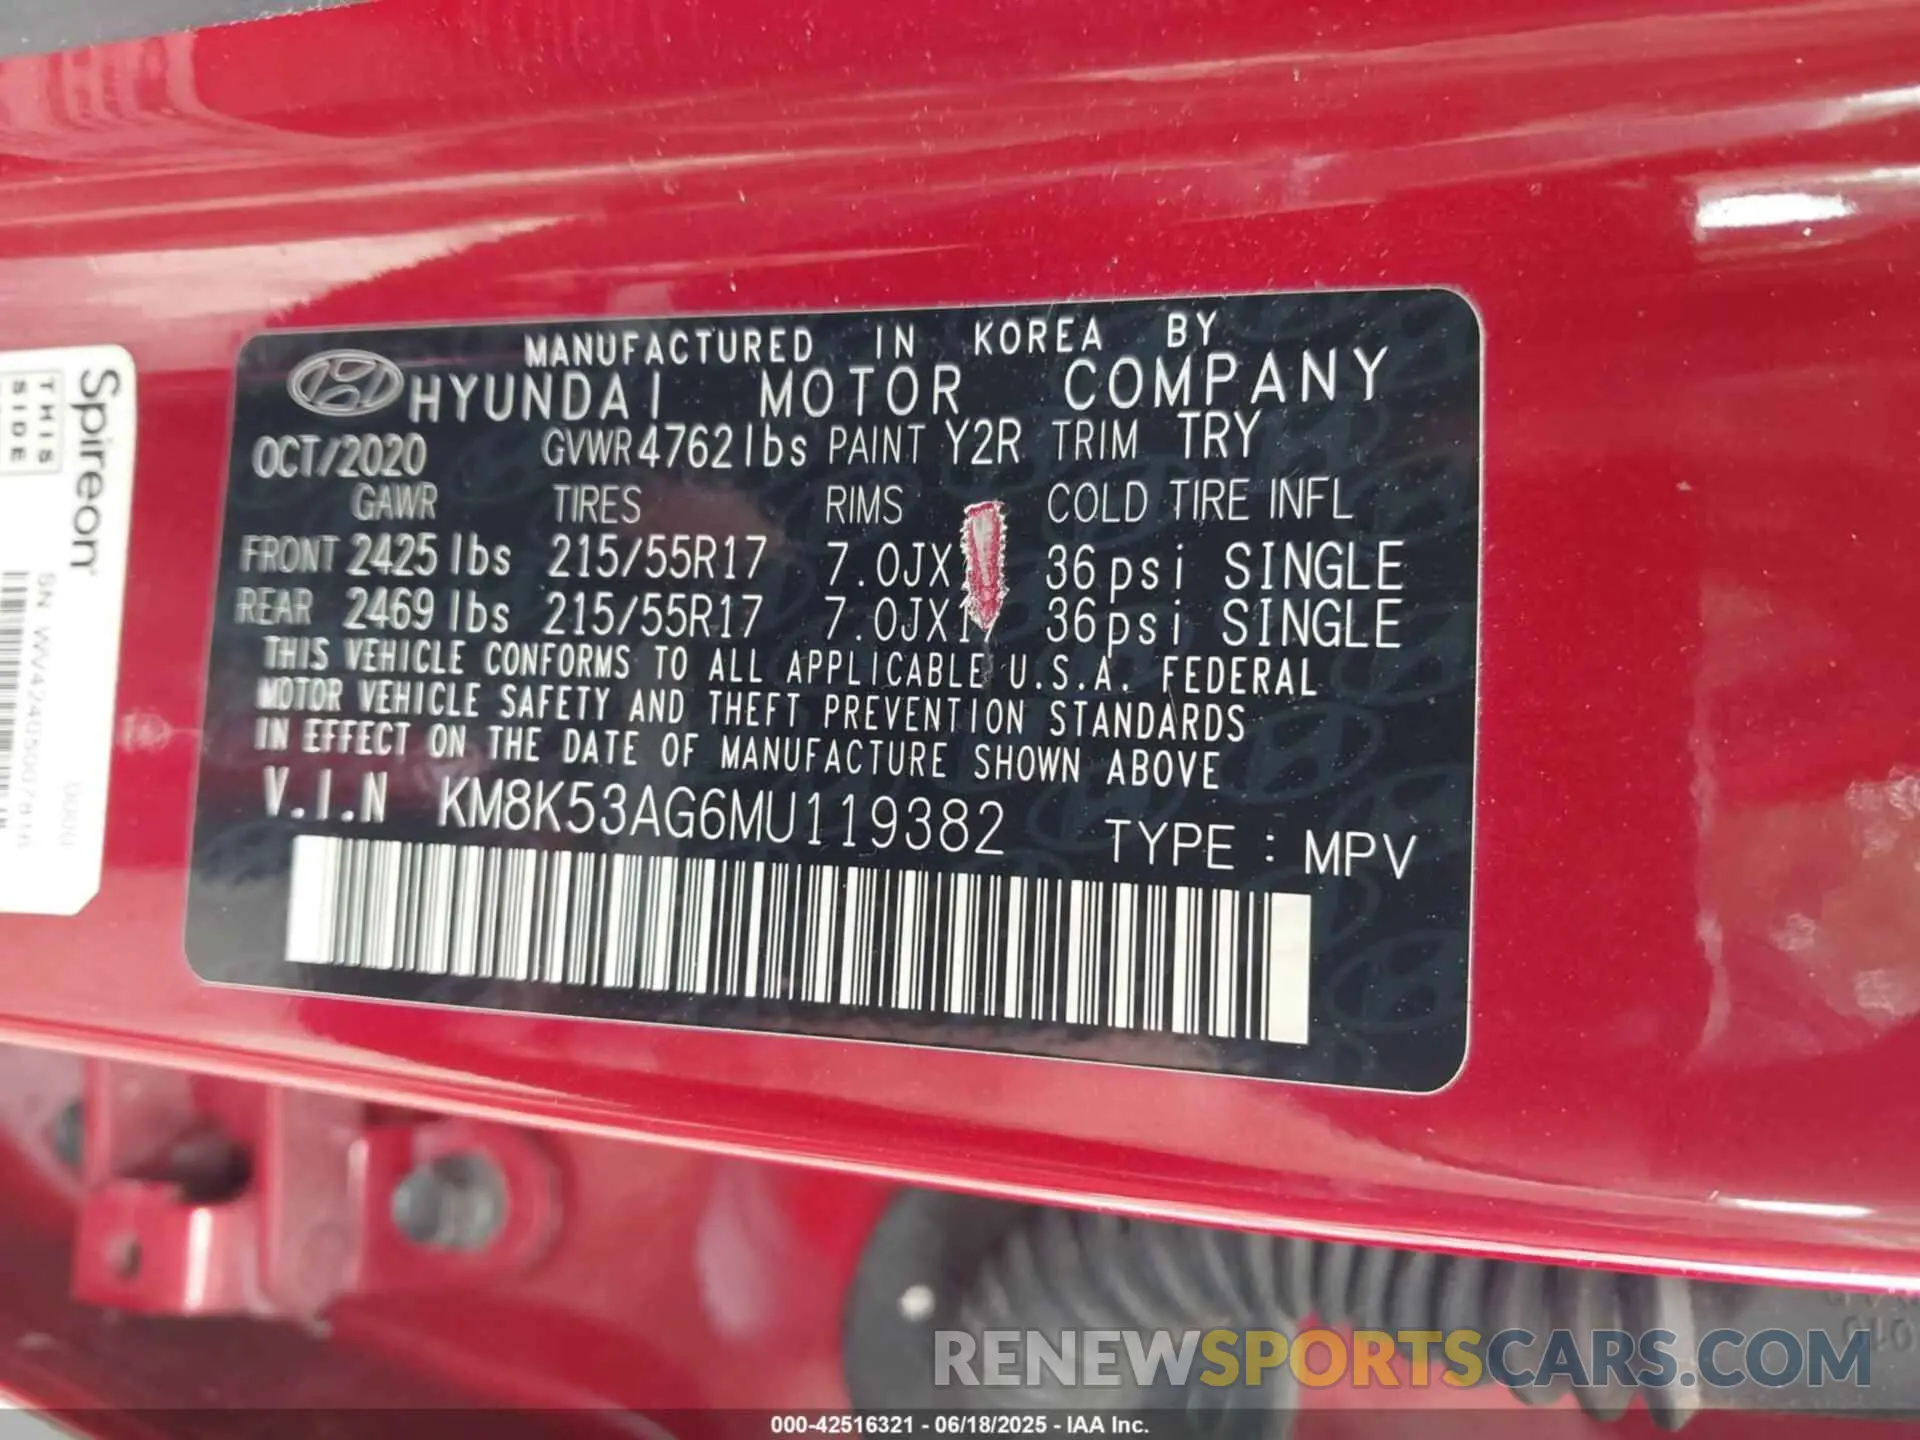 MANUFACTURED IN KOREA BY
HYUNDAI MOTOR COMPANY
OCT/2020 GVWR 4762lbs PAINT Y2R TRIM TRY
GAWR TIRES RIMS COLD TIRE INFL
FRONT 2425 lbs 215/55R17 7.0JX 36psi SINGLE
REAR 2469 lbs 215/55R17 7.0JX17 36psi SINGLE
THIS VEHICLE CONFORMS TO ALL APPLICABLE U.S.A. FEDERAL
MOTOR VEHICLE SAFETY AND THEFT PREVENTION STANDARDS
IN EFFECT ON THE DATE OF MANUFACTURE SHOWN ABOVE
V.I.N KM8K53AG6MU119382 TYPE : MPV
THIS
SIDE
Spireon
SN
RENEWSPORTSCARS.COM
000-42516321 - 06/18/2025 - IAA Inc.